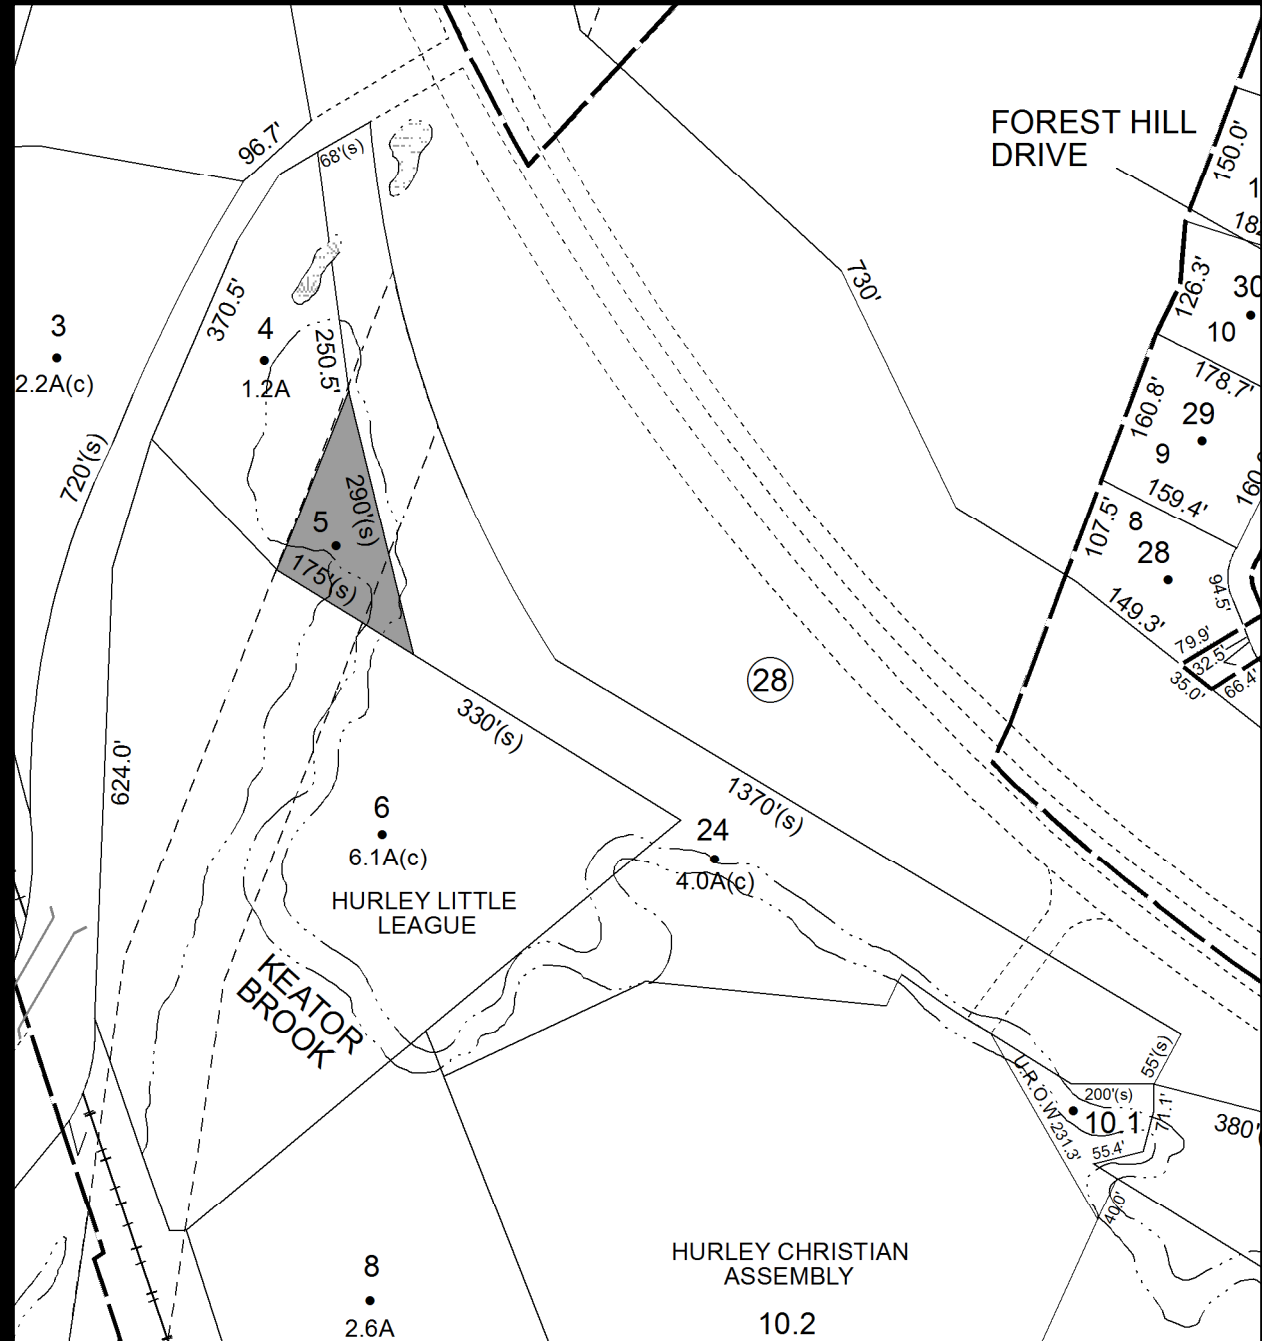 FOREST HILL
DRIVE
96.7'
68'(s)
150.0'
730'
126.3'
30
10
370.5'
250.5'
3
2.2A(c)
4
1.2A
178.7'
160.8'
29
9
159.4'
720'(s)
290'(s)
5
175'(s)
107.5'
8
28
94.5'
149.3'
79.9'
32.5'
35.0'
66.4'
28
330'(s)
624.0'
1370'(s)
6
6.1A(c)
24
4.0A(c)
HURLEY LITTLE
LEAGUE
KEATOR
BROOK
55'(s)
200'(s)
10.1
71.1'
55.4'
U.R.O.W.231.3'
40.0'
380'
HURLEY CHRISTIAN
ASSEMBLY
10.2
8
2.6A